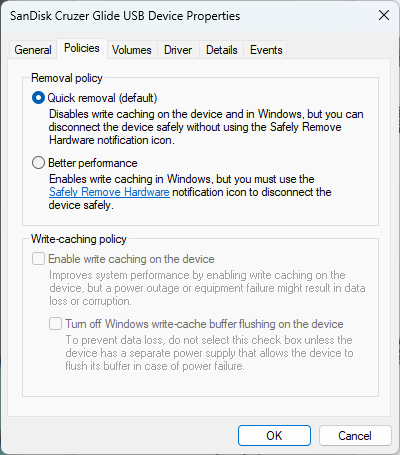 SanDisk Cruzer Glide USB Device Properties
General Policies Volumes Driver Details Events
Removal policy
Quick removal (default)
Disables write caching on the device and in Windows, but you can
disconnect the device safely without using the Safely Remove
Hardware notification icon.
Better performance
Enables write caching in Windows, but you must use the
Safely Remove Hardware notification icon to disconnect the
device safely.
Write-caching policy
Enable write caching on the device
Improves system performance by enabling write caching on the
device, but a power outage or equipment failure might result in data
loss or corruption.
Turn off Windows write-cache buffer flushing on the device
To prevent data loss, do not select this check box unless the
device has a separate power supply that allows the device to
flush its buffer in case of power failure.
OK Cancel